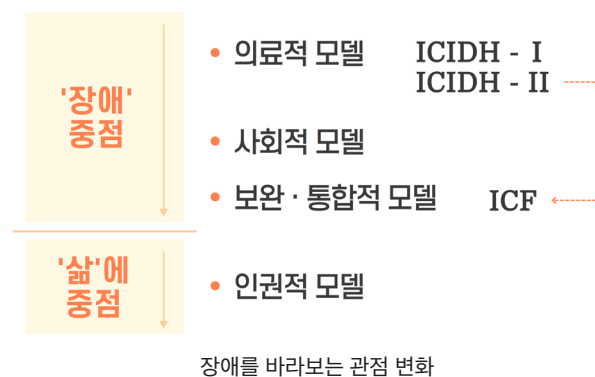 '장애'
중점
• 의료적 모델 ICIDH - I
ICIDH - II
• 사회적 모델
• 보완 · 통합적 모델 ICF
'삶'에
중점
• 인권적 모델
장애를 바라보는 관점 변화